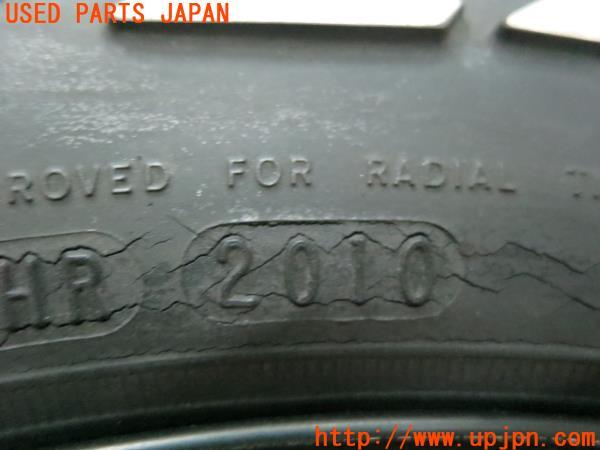 USED PARTS JAPAN
ROVED FOR RADIAL
HR 2010
http://www.upjpn.com